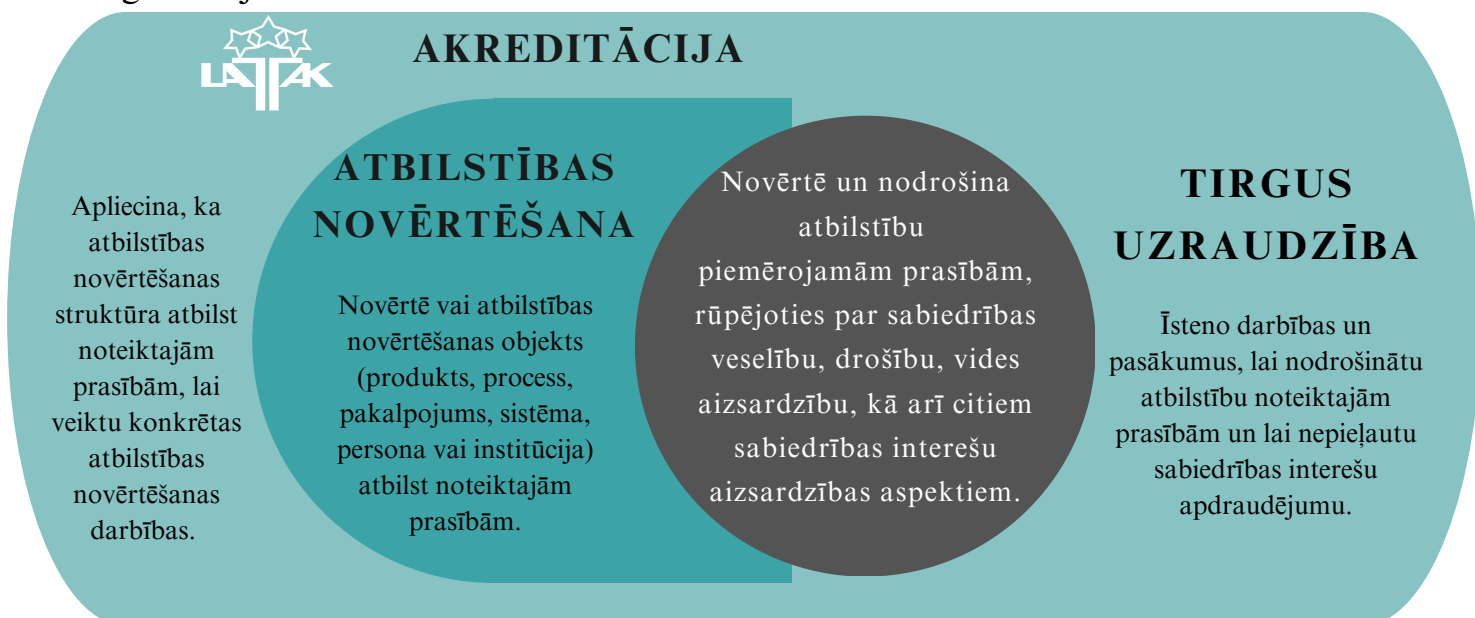 LATAK
AKREDITĀCIJA
Apliecina, ka
atbilstības
novērtēšanas
struktūra atbilst
noteiktajām
prasībām, lai
veiktu konkrētas
atbilstības
novērtēšanas
darbības.
ATBILSTĪBAS
NOVĒRTĒŠANA
Novērtē vai atbilstības
novērtēšanas objekts
(produkts, process,
pakalpojums, sistēma,
persona vai institūcija)
atbilst noteiktajām
prasībām.
Novērtē un nodrošina
atbilstību
piemērojamām prasībām,
rūpējoties par sabiedrības
veselību, drošību, vides
aizsardzību, kā arī citiem
sabiedrības interešu
aizsardzības aspektiem.
TIRGUS
UZRAUDZĪBA
Īsteno darbības un
pasākumus, lai nodrošinātu
atbilstību noteiktajām
prasībām un lai nepieļautu
sabiedrības interešu
apdraudējumu.